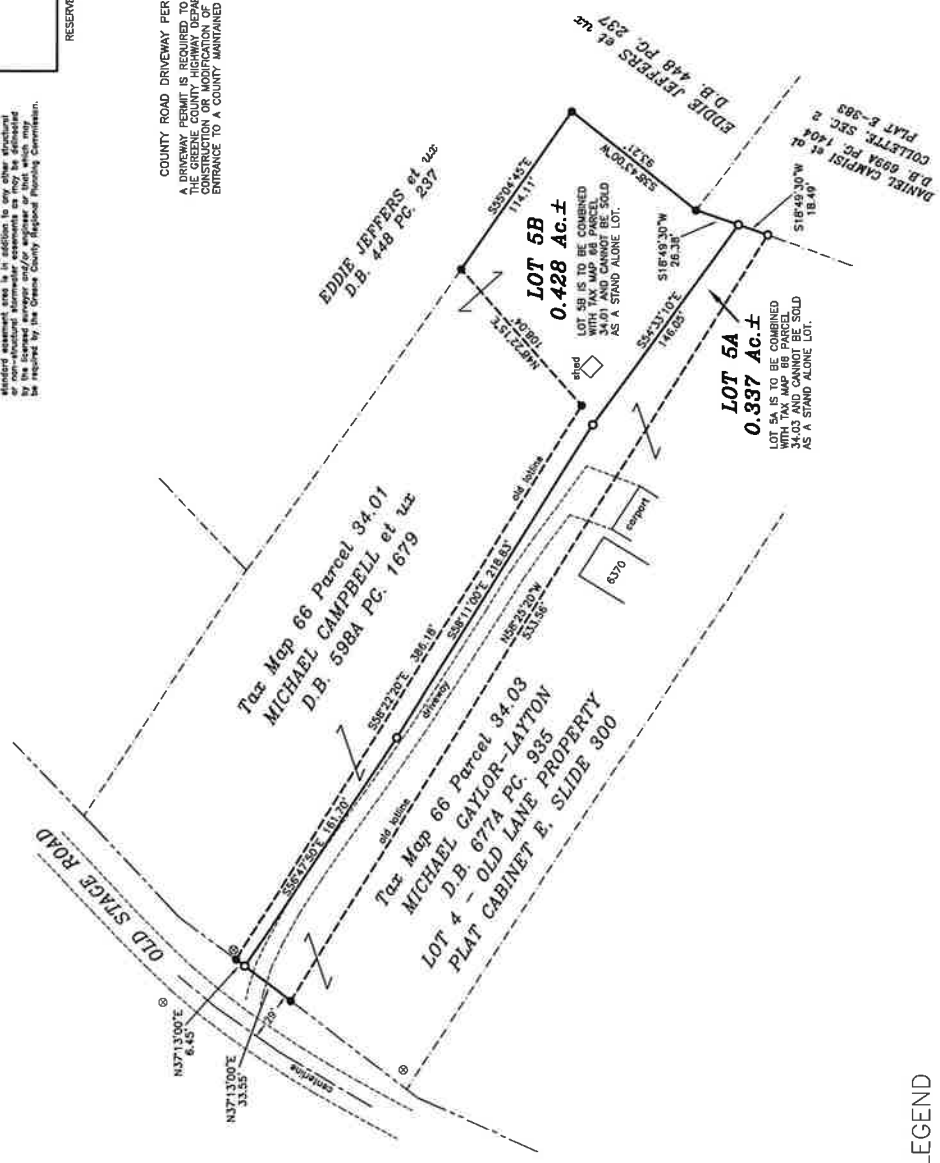 standard easement area is in addition to any other structural
or non-structural stormwater easements as may be delineated
by the licensed surveyor and/or engineer or that which may
be required by the Greene County Regional Planning Commission.
RESERVE
COUNTY ROAD DRIVEWAY PER
A DRIVEWAY PERMIT IS REQUIRED TO
THE GREENE COUNTY HIGHWAY DEPA
CONSTRUCTION OR MODIFICATION OF
ENTRANCE TO A COUNTY MAINTAINED
EDDIE JEFFERS et ux
D.B. 448 PG. 237
EDDIE JEFFERS et ux
D.B. 448 PG. 237
DANIEL CAMPISI et al
D.B. 699A PG. 1404
COLLETTE, SEC. 2
PLAT E-383
S55°04'45"E
114.11'
S38°43'00"W
93.21'
N46°22'15"E
108.04'
LOT 5B
0.428 Ac.±
LOT 5B IS TO BE COMBINED
WITH TAX MAP 66 PARCEL
34.01 AND CANNOT BE SOLD
AS A STAND ALONE LOT.
shed
S18°49'30"W
26.38'
S18°49'30"W
18.49'
S54°33'10"E
146.05'
LOT 5A
0.337 Ac.±
LOT 5A IS TO BE COMBINED
WITH TAX MAP 66 PARCEL
34.03 AND CANNOT BE SOLD
AS A STAND ALONE LOT.
Tax Map 66 Parcel 34.01
MICHAEL CAMPBELL et ux
D.B. 598A PG. 1679
old lotline
S58°22'20"E 386.18'
S58°11'00"E 218.83'
S56°47'50"E 161.70'
driveway
carport
6370
N58°25'20"W
533.56'
old lotline
Tax Map 66 Parcel 34.03
MICHAEL GAYLOR-LAYTON
D.B. 677A PG. 935
LOT 4 - OLD LANE PROPERTY
PLAT CABINET E, SLIDE 300
OLD STAGE ROAD
N37°13'00"E
6.45'
N37°13'00"E
33.55'
29'
centerline
LEGEND